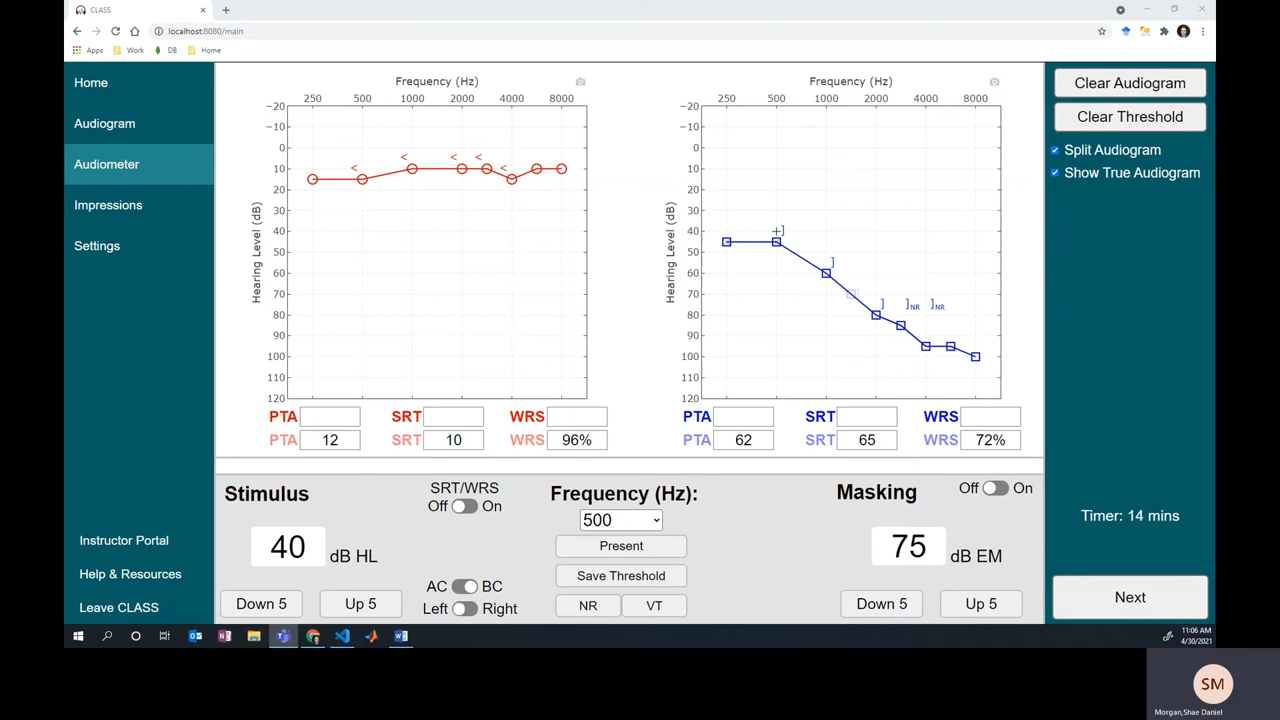 CLASS
localhost:8080/main
Apps Work DB Home
Home
Audiogram
Audiometer
Impressions
Settings
Instructor Portal
Help & Resources
Leave CLASS
Frequency (Hz)
250 500 1000 2000 4000 8000
Hearing Level (dB)
−20
−10
0
10
20
30
40
50
60
70
80
90
100
110
120
< < < < <
PTA SRT WRS
PTA 12 SRT 10 WRS 96%
Frequency (Hz)
250 500 1000 2000 4000 8000
Hearing Level (dB)
−20
−10
0
10
20
30
40
50
60
70
80
90
100
110
120
]
]
] ]NR ]NR
PTA SRT WRS
PTA 62 SRT 65 WRS 72%
Stimulus
40 dB HL
Down 5 Up 5
SRT/WRS
Off On
AC BC
Left Right
Frequency (Hz):
500
Present
Save Threshold
NR VT
Masking
Off On
75 dB EM
Down 5 Up 5
Clear Audiogram
Clear Threshold
Split Audiogram
Show True Audiogram
Timer: 14 mins
Next
11:06 AM
4/30/2021
SM
Morgan,Shae Daniel